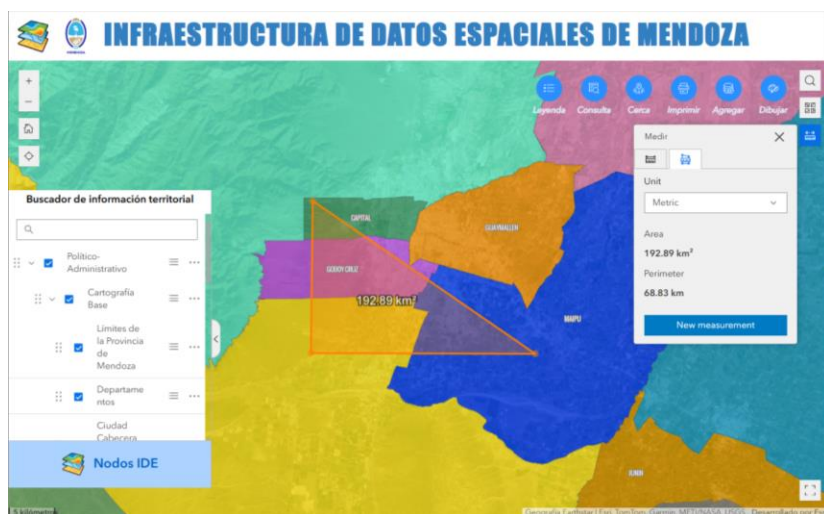 INFRAESTRUCTURA DE DATOS ESPACIALES DE MENDOZA
Leyenda Consulta Cerca Imprimir Agregar Dibujar
Medir
Unit
Metric
Area
192.89 km²
Perimeter
68.83 km
New measurement
Buscador de información territorial
Político-
Administrativo
Cartografía
Base
Límites de
la Provincia
de
Mendoza
Departame
ntos
Ciudad
Cabecera
Nodos IDE
CAPITAL
GUAYMALLEN
GODOY CRUZ
192.89 km²
MAIPU
JUNIN